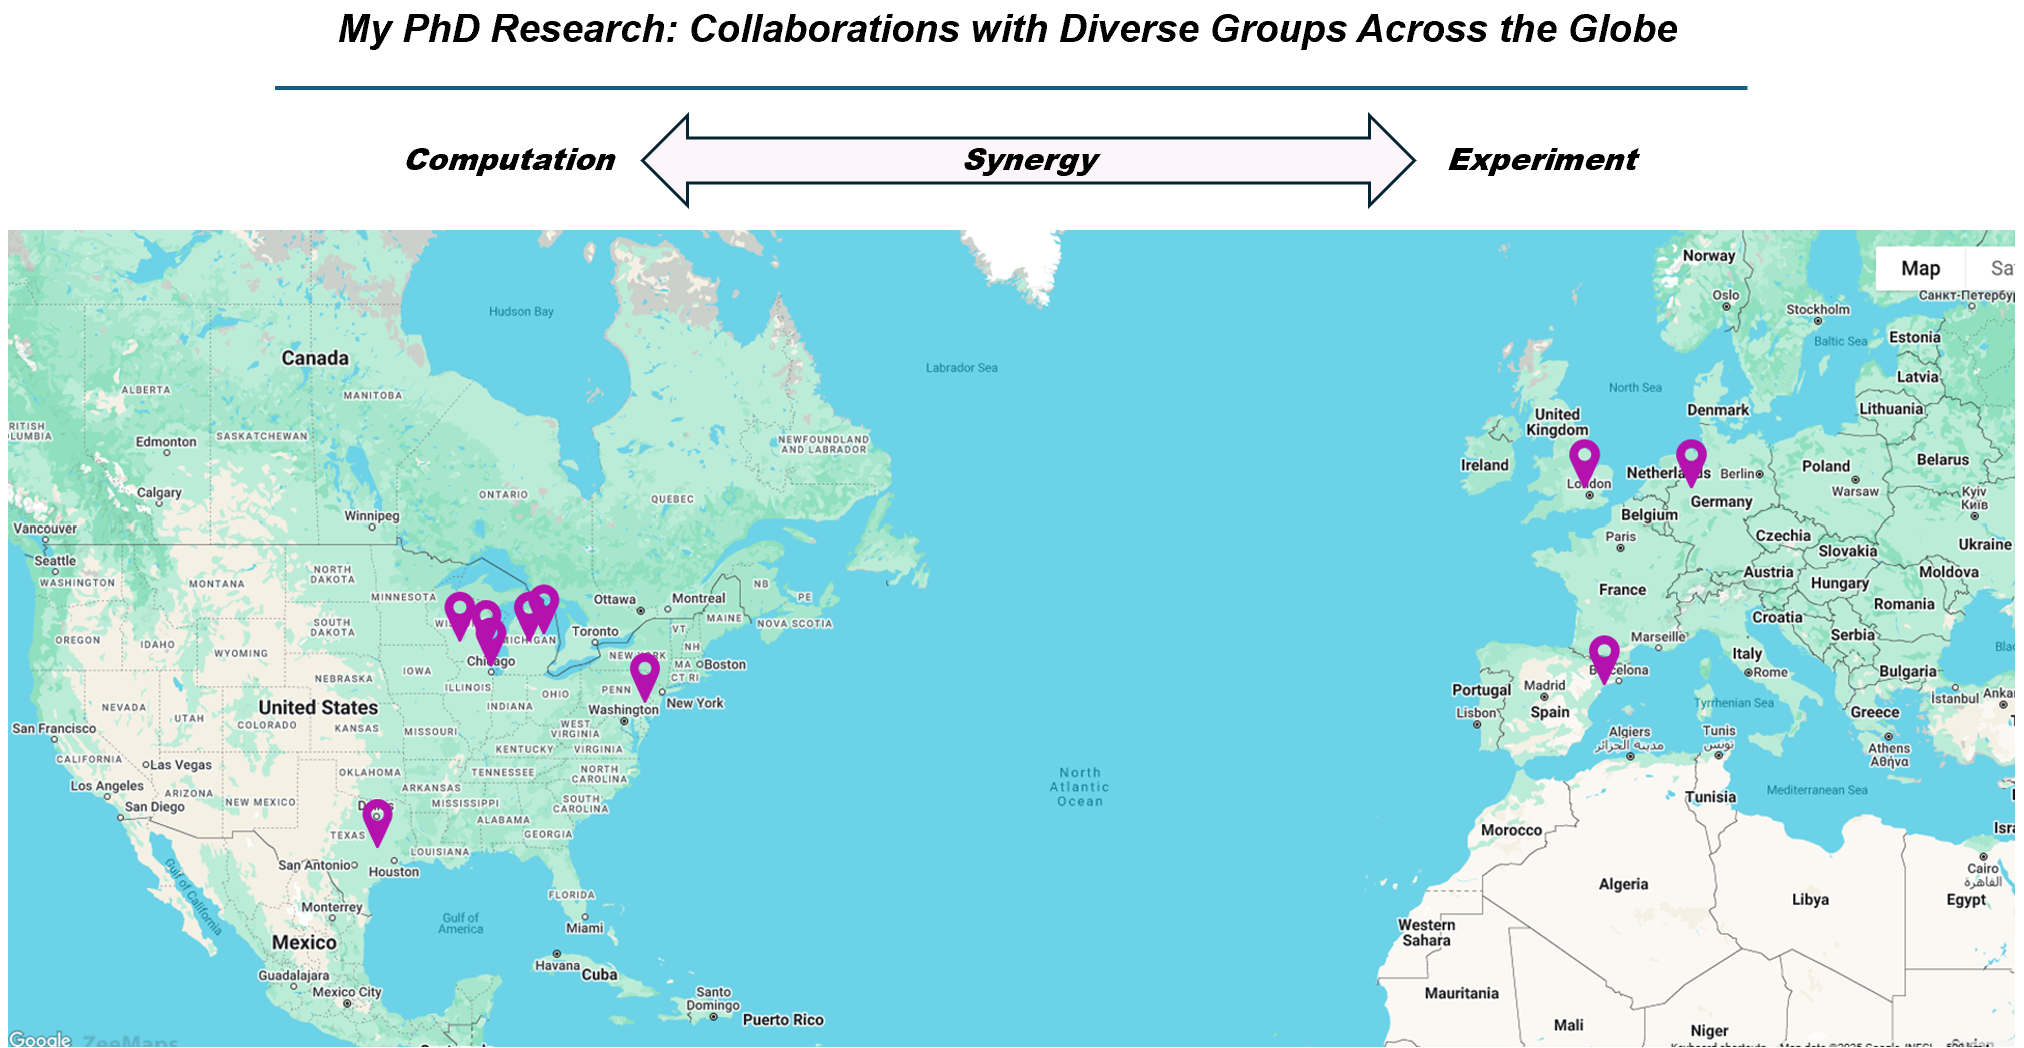 My PhD Research: Collaborations with Diverse Groups Across the Globe
Computation
Synergy
Experiment
Map
Norway
Oslo
Stockholm
Санкт-Петербу
Hudson Bay
Estonia
Baltic Sea
Canada
Labrador Sea
Latvia
ALBERTA
MANITOBA
North Sea
Denmark
Lithuania
United
Kingdom
RITISH
OLUMBIA
Edmonton
SASKATCHEWAN
NEWFOUNDLAND
AND LABRADOR
Ireland
Netherlands
Berlin
Poland
Belarus
London
Warsaw
Calgary
ONTARIO
QUEBEC
Germany
Kyiv
Київ
Winnipeg
Belgium
Vancouver
Paris
Czechia
Slovakia
Ukraine
Seattle
WASHINGTON
MONTANA
NORTH
DAKOTA
Austria
Hungary
Moldova
MINNESOTA
Ottawa
Montreal
NB
PE
France
Romania
SOUTH
DAKOTA
MAINE
NOVA SCOTIA
Croatia
OREGON
IDAHO
WYOMING
MICHIGAN
Toronto
VT
NH
Marseille
Serbia
NEW YORK
MA
Boston
Italy
Rome
Chicago
IOWA
CT RI
Barcelona
Bulgaria
NEBRASKA
ILLINOIS
OHIO
PENN
Madrid
Portugal
İstanbul
Anka
NEVADA
UTAH
United States
COLORADO
KANSAS
INDIANA
Washington
New York
Lisbon
Spain
Tyrrhenian Sea
Greece
San Francisco
MISSOURI
WEST
VIRGINIA
Algiers
مدينة الجزائر
Tunis
تونس
Athens
Αθήνα
KENTUCKY
VIRGINIA
CALIFORNIA
Las Vegas
OKLAHOMA
TENNESSEE
NORTH
CAROLINA
North
Atlantic
Ocean
Los Angeles
ARIZONA
NEW MEXICO
ARKANSAS
MISSISSIPPI
SOUTH
CAROLINA
Tunisia
Mediterranean Sea
San Diego
ALABAMA
TEXAS
GEORGIA
Morocco
Isra
San Antonio
Houston
LOUISIANA
Gulf of California
Cairo
القاهرة
FLORIDA
Algeria
Libya
Egypt
Monterrey
Gulf of
America
Miami
Western
Sahara
Mexico
Havana
Cuba
Guadalajara
Mexico City
Santo
Domingo
Puerto Rico
Mauritania
Mali
Niger
Google
ZeeMaps